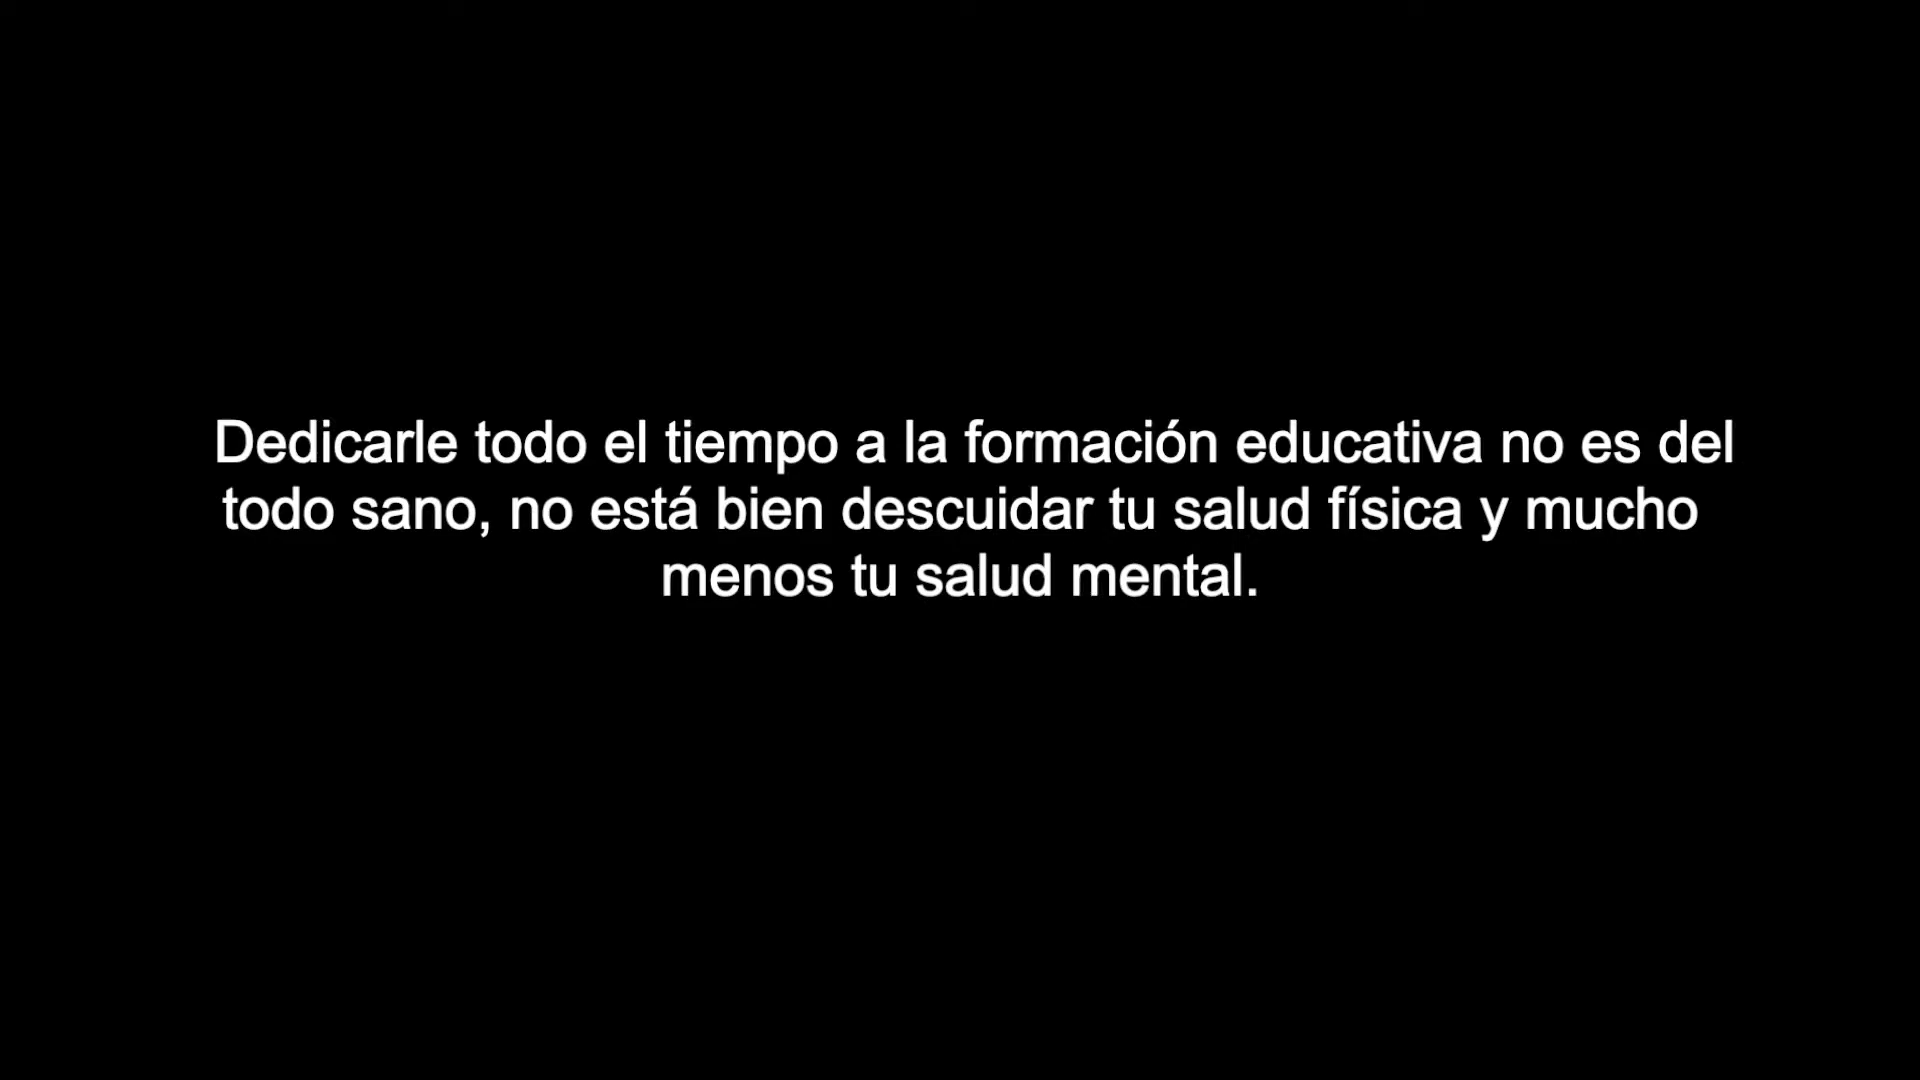 Dedicarle todo el tiempo a la formación educativa no es del
todo sano, no está bien descuidar tu salud física y mucho
menos tu salud mental.